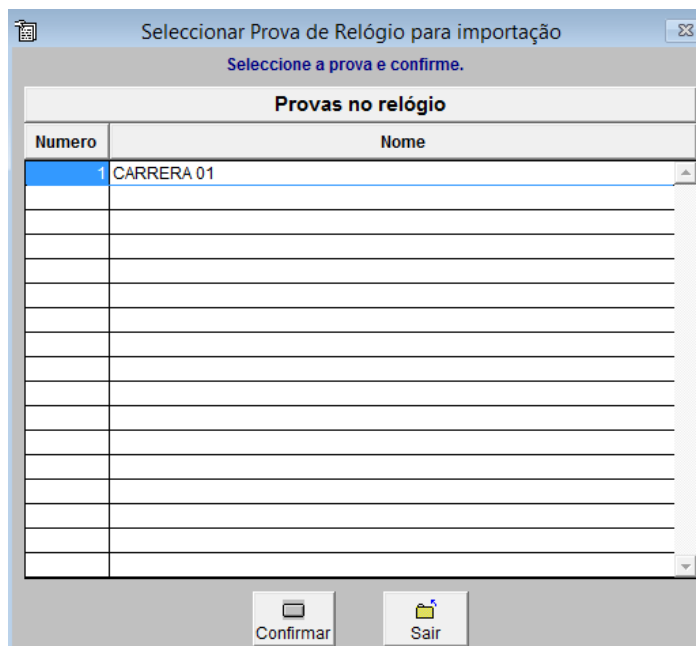 Seleccionar Prova de Relógio para importação
Seleccione a prova e confirme.
Provas no relógio
Numero Nome
1 CARRERA 01
Confirmar Sair